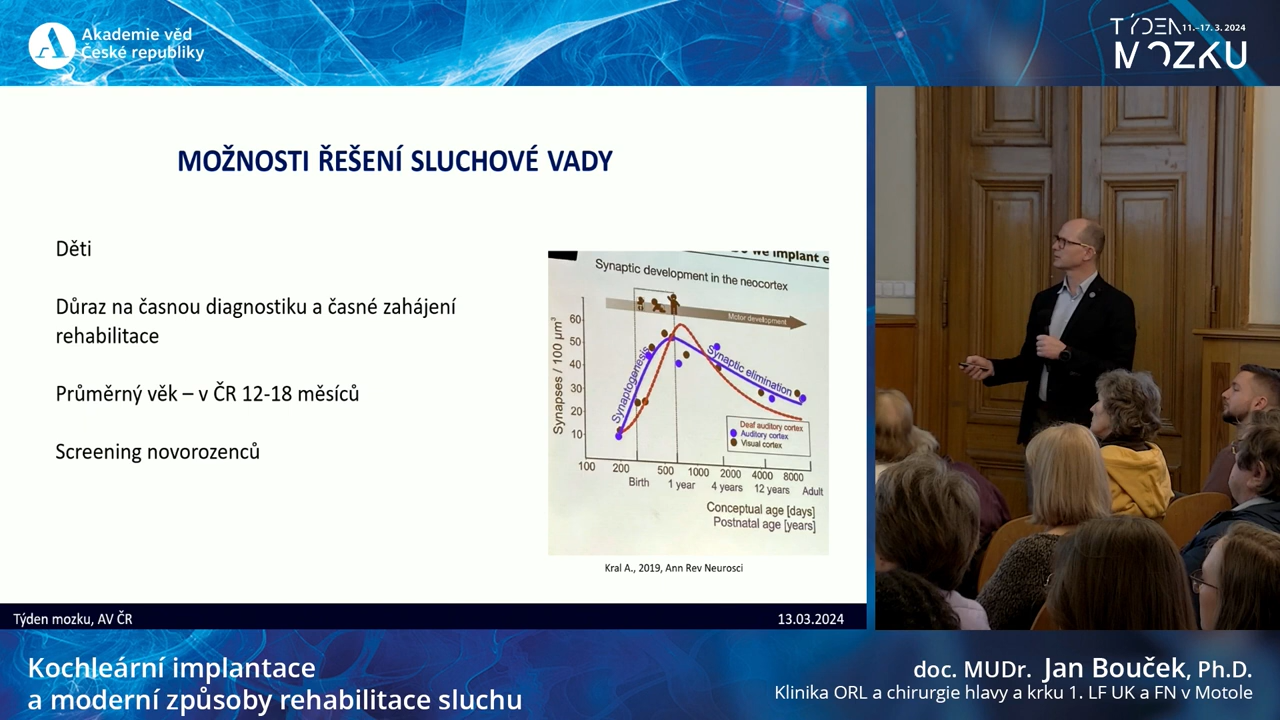 Akademie věd
České republiky
TÝDEN 11.–17. 3. 2024
MOZKU
MOŽNOSTI ŘEŠENÍ SLUCHOVÉ VADY
Děti
Důraz na časnou diagnostiku a časné zahájení
rehabilitace
Průměrný věk – v ČR 12-18 měsíců
Screening novorozenců
we implant e
Synaptic development in the neocortex
Motor development
Synapses / 100 µm³
60
50
40
30
20
10
Synaptogenesis
Synaptic elimination
Deaf auditory cortex
Auditory cortex
Visual cortex
100 200 500 1000 2000 4000 8000
Birth 1 year 4 years 12 years Adult
Conceptual age [days]
Postnatal age [years]
Kral A., 2019, Ann Rev Neurosci
Týden mozku, AV ČR
13.03.2024
Kochleární implantace
a moderní způsoby rehabilitace sluchu
doc. MUDr. Jan Bouček, Ph.D.
Klinika ORL a chirurgie hlavy a krku 1. LF UK a FN v Motole